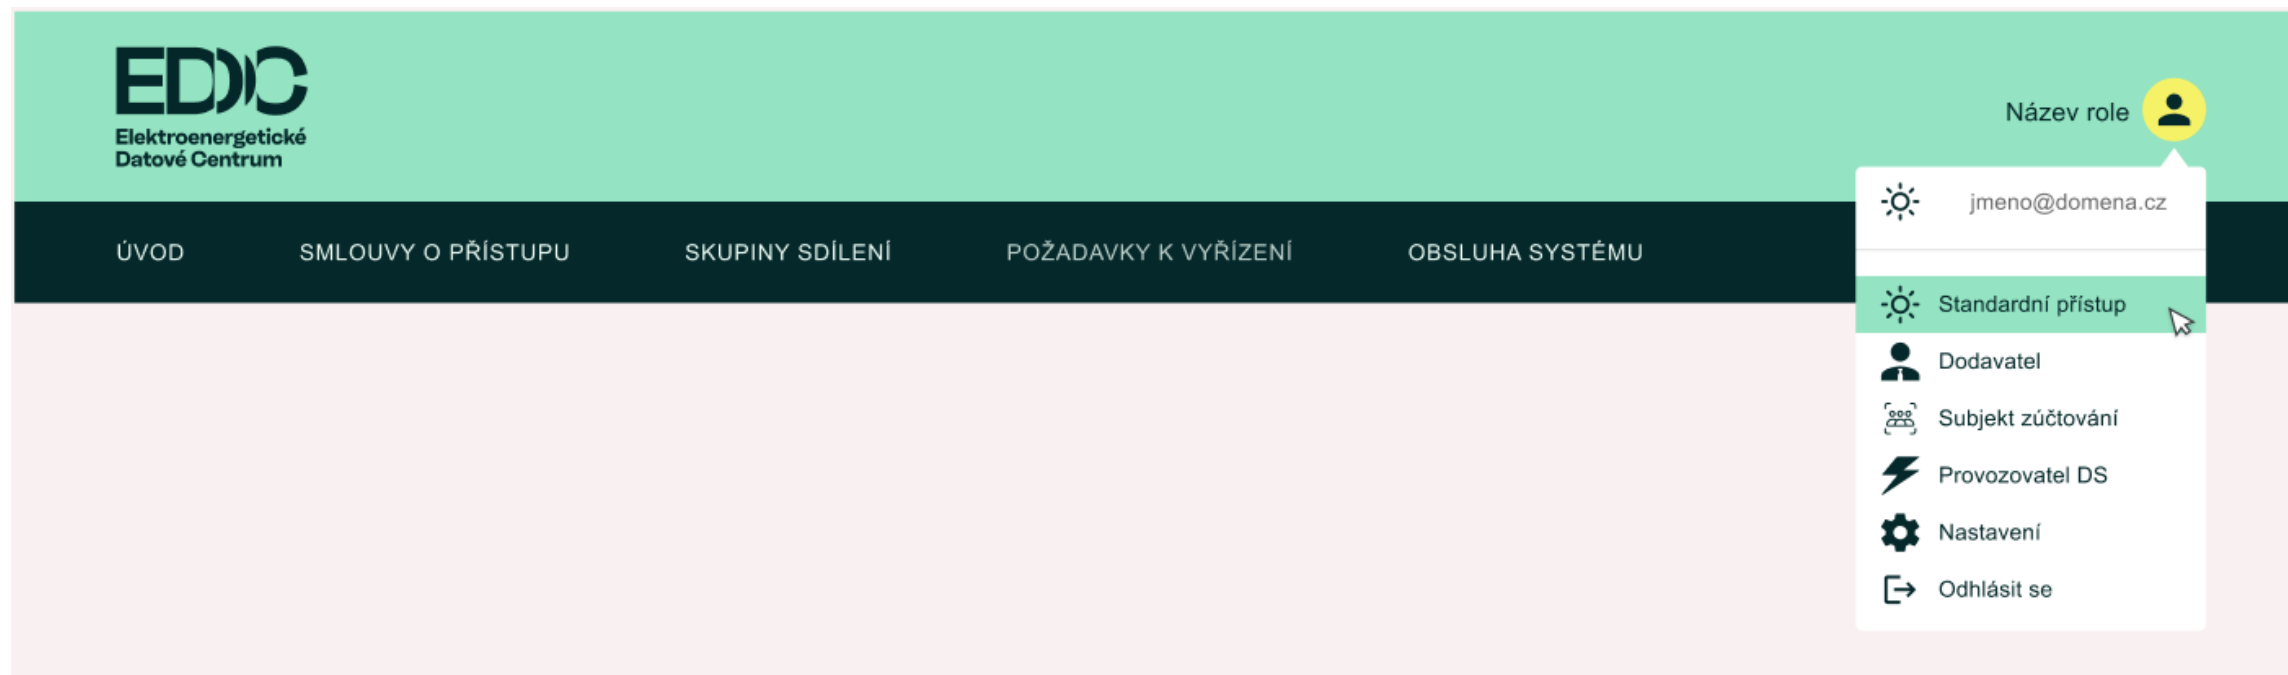 EDC
Elektroenergetické
Datové Centrum
Název role
jmeno@domena.cz
ÚVOD
SMLOUVY O PŘÍSTUPU
SKUPINY SDÍLENÍ
POŽADAVKY K VYŘÍZENÍ
OBSLUHA SYSTÉMU
Standardní přístup
Dodavatel
Subjekt zúčtování
Provozovatel DS
Nastavení
Odhlásit se